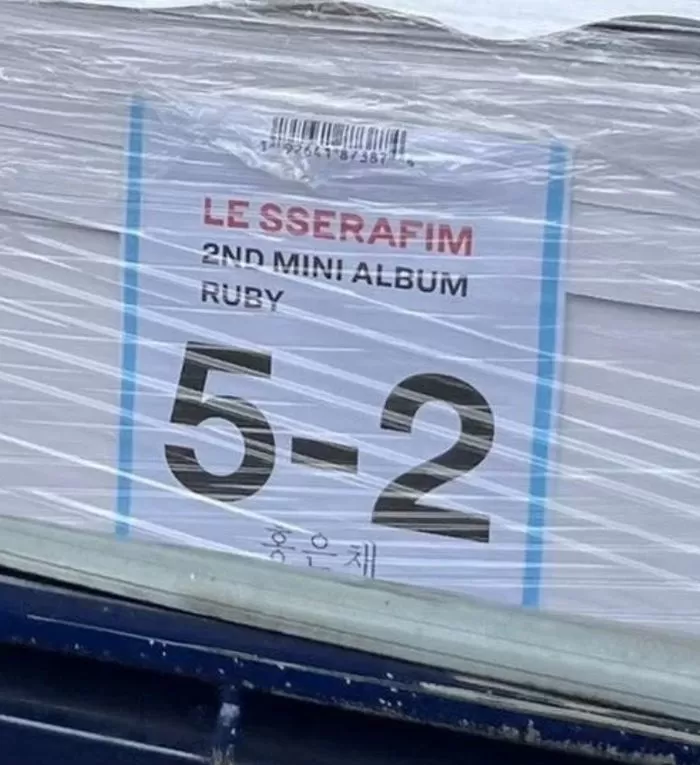 LE SSERAFIM
2ND MINI ALBUM
RUBY
5-2
홍은채